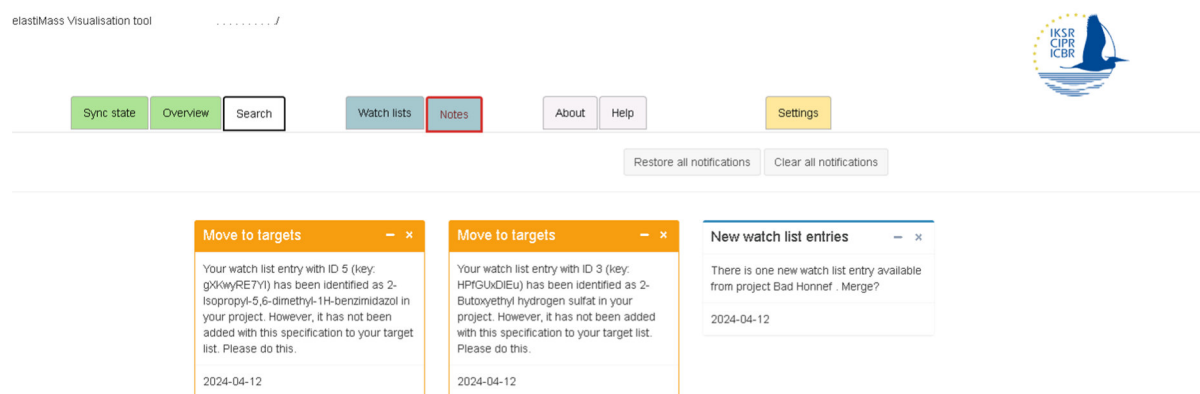 elastiMass Visualisation tool ........../
IKSR
CIPR
ICBR
Sync state Overview Search Watch lists Notes About Help Settings
Restore all notifications Clear all notifications
Move to targets − ×
Your watch list entry with ID 5 (key:
gXKwyRE7YI) has been identified as 2-
Isopropyl-5,6-dimethyl-1H-benzimidazol in
your project. However, it has not been
added with this specification to your target
list. Please do this.
2024-04-12
Move to targets − ×
Your watch list entry with ID 3 (key:
HPfGUxDIEu) has been identified as 2-
Butoxyethyl hydrogen sulfat in your
project. However, it has not been added
with this specification to your target list.
Please do this.
2024-04-12
New watch list entries − ×
There is one new watch list entry available
from project Bad Honnef . Merge?
2024-04-12